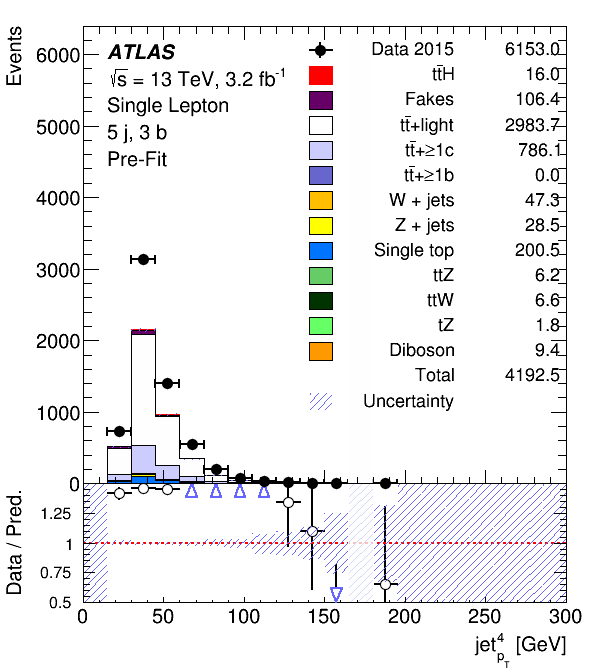 Events
6000
5000
4000
3000
2000
1000
0
ATLAS
√s = 13 TeV, 3.2 fb⁻¹
Single Lepton
5 j, 3 b
Pre-Fit
Data 2015 6153.0
tt̄H 16.0
Fakes 106.4
tt̄+light 2983.7
tt̄+≥1c 786.1
tt̄+≥1b 0.0
W + jets 47.3
Z + jets 28.5
Single top 200.5
ttZ 6.2
ttW 6.6
tZ 1.8
Diboson 9.4
Total 4192.5
Uncertainty
Data / Pred.
1.25
1
0.75
0.5
0 50 100 150 200 250 300
jet⁴ p_T [GeV]